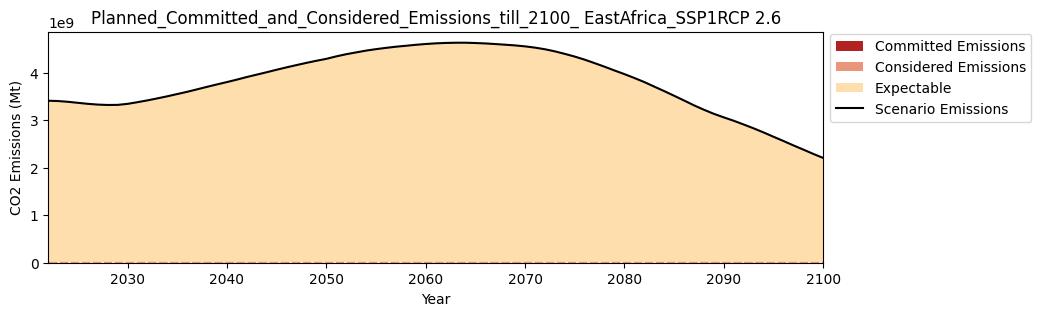 Planned_Committed_and_Considered_Emissions_till_2100_ EastAfrica_SSP1RCP 2.6
1e9
CO2 Emissions (Mt)
4
3
2
1
0
2030 2040 2050 2060 2070 2080 2090 2100
Year
Committed Emissions
Considered Emissions
Expectable
Scenario Emissions